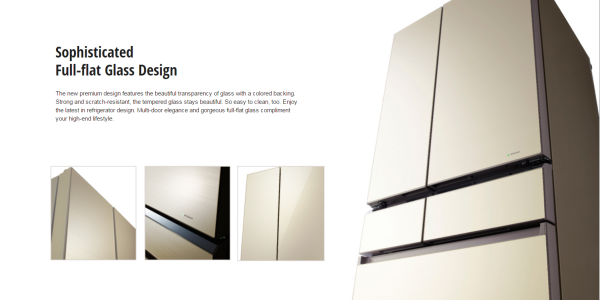 Sophisticated
Full-flat Glass Design
The new premium design features the beautiful transparency of glass with a colored backing.
Strong and scratch-resistant, the tempered glass stays beautiful. So easy to clean, too. Enjoy
the latest in refrigerator design. Multi-door elegance and gorgeous full-flat glass compliment
your high-end lifestyle.